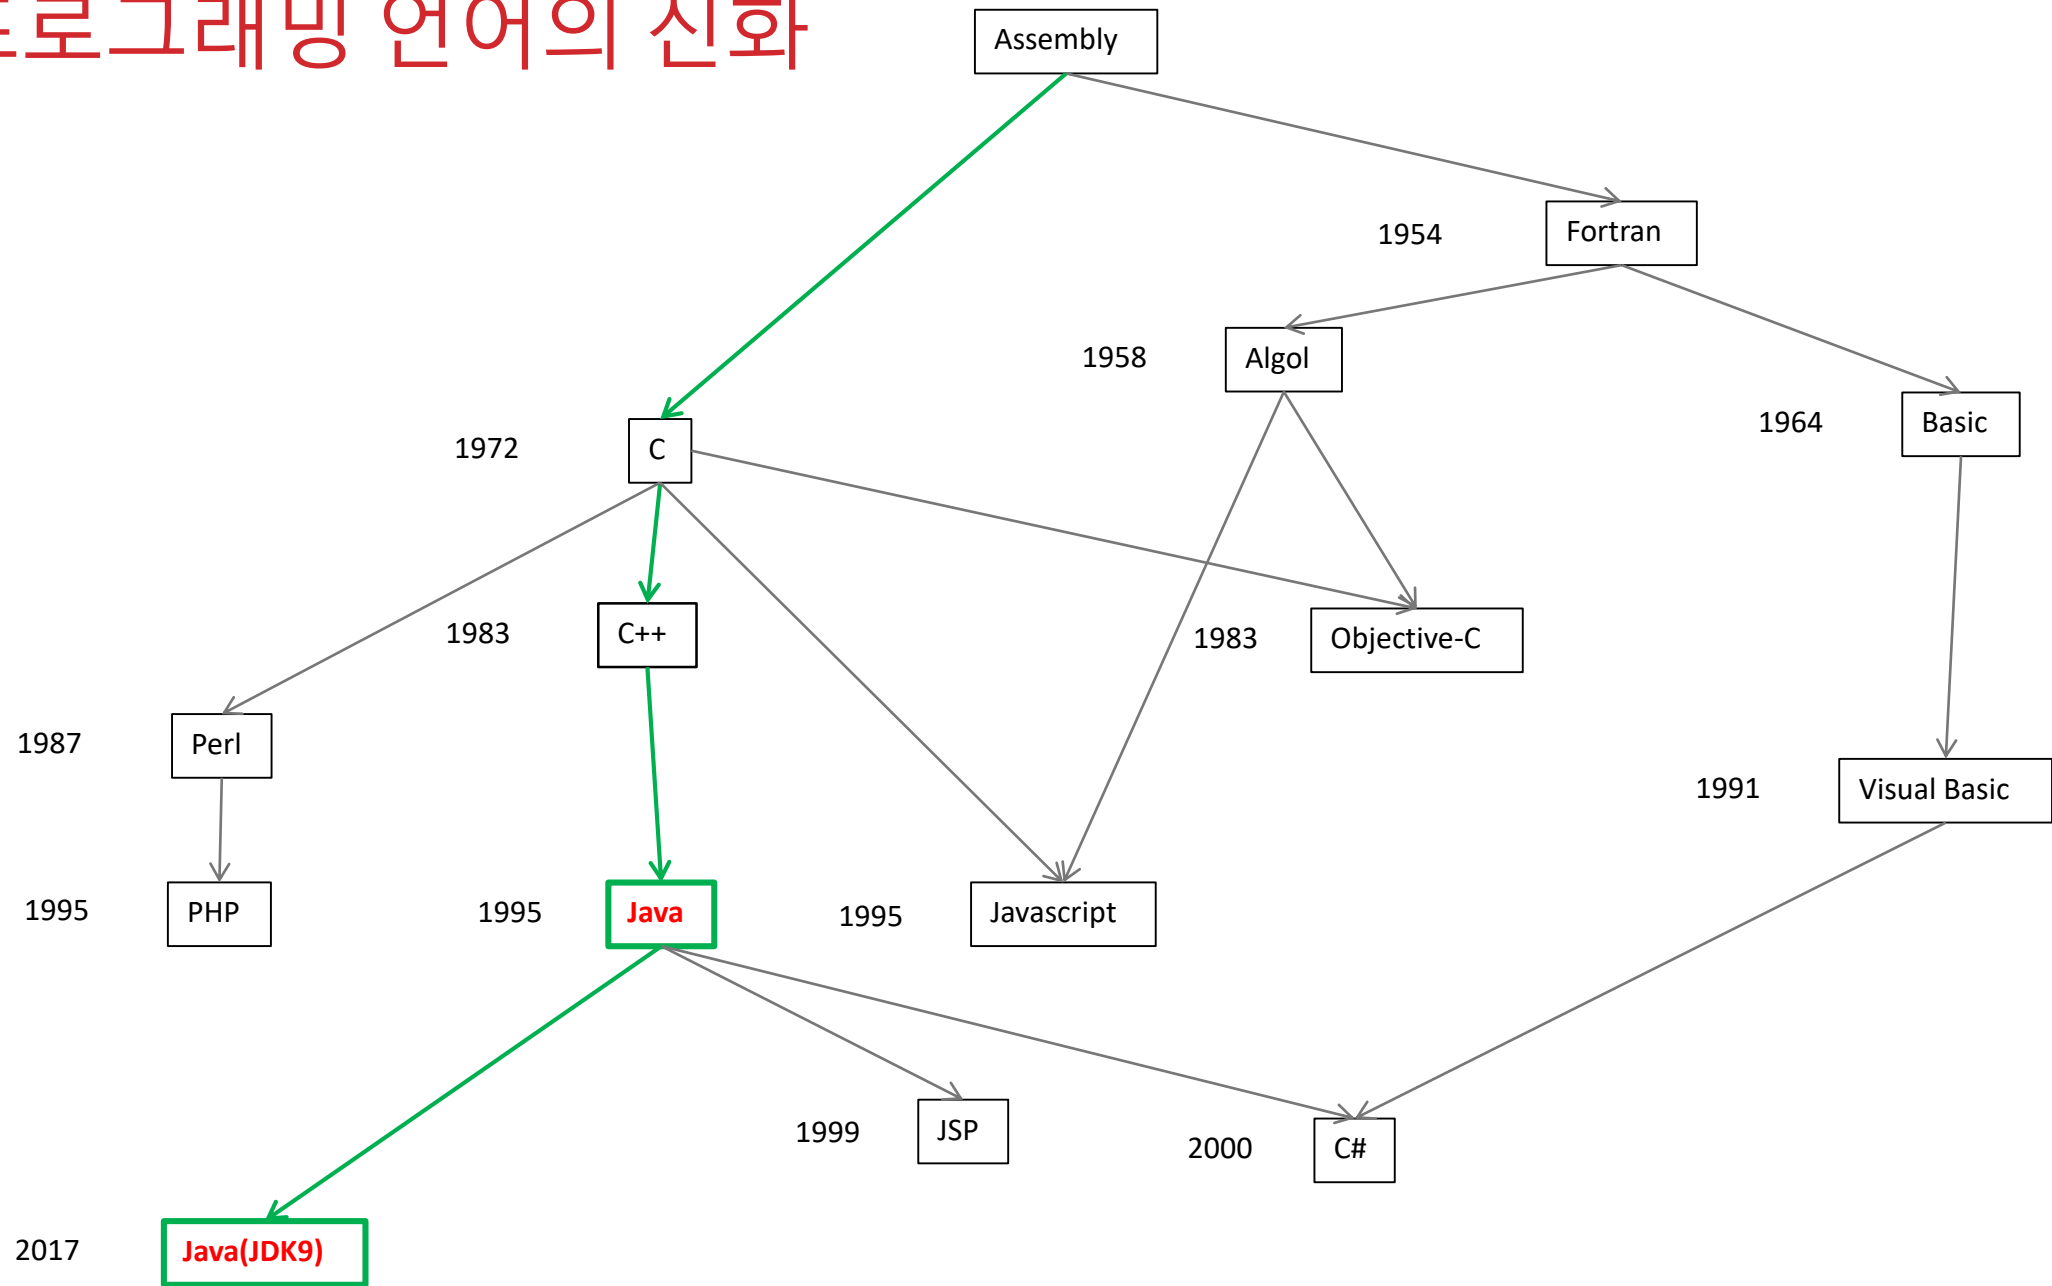 프로그래밍 언어의 진화
Assembly
1954 Fortran
1958 Algol
1964 Basic
1972 C
1983 C++
1983 Objective-C
1987 Perl
1991 Visual Basic
1995 PHP
1995 Java
1995 Javascript
1999 JSP
2000 C#
2017 Java(JDK9)